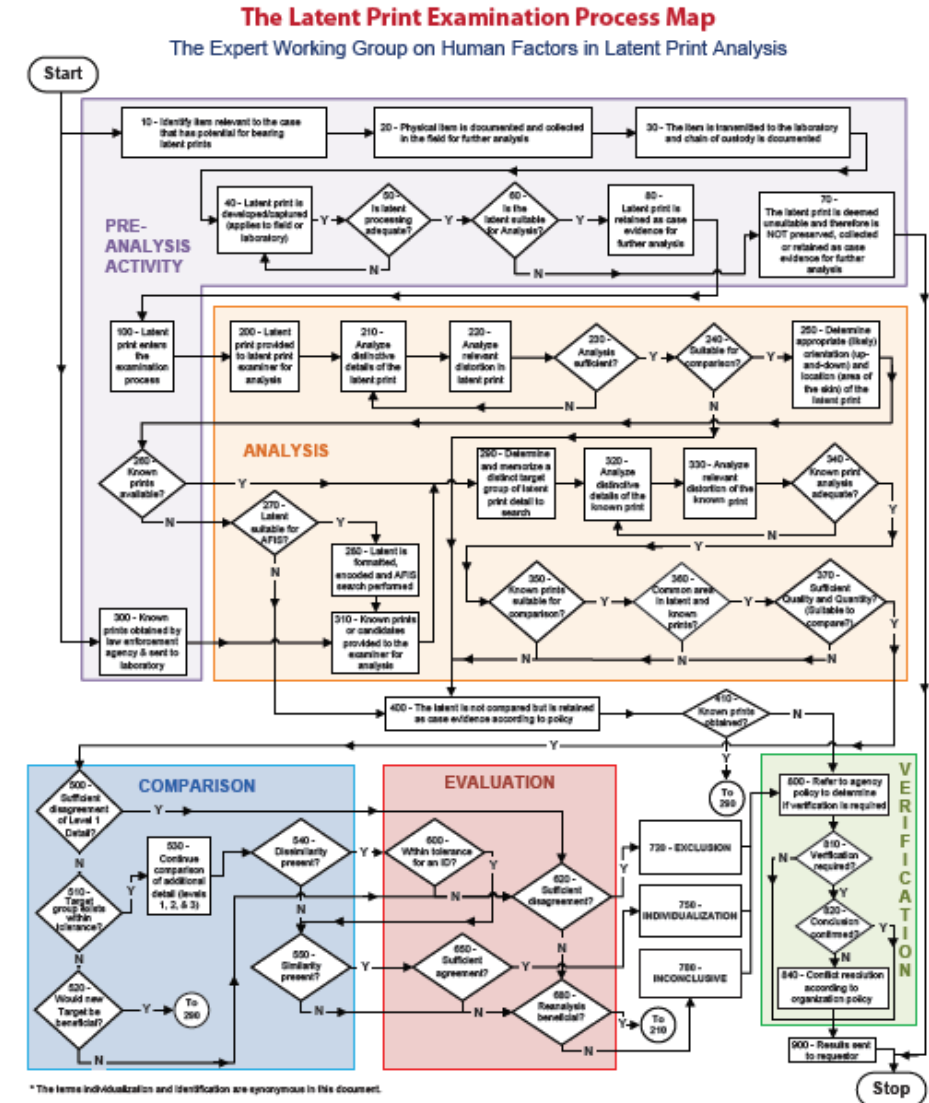 The Latent Print Examination Process Map
The Expert Working Group on Human Factors in Latent Print Analysis
Start
10 - Identify item relevant to the case
that has potential for bearing
latent prints
20 - Physical item is documented and collected
in the field for further analysis
30 - The item is transmitted to the laboratory
and chain of custody is documented
PRE-
ANALYSIS
ACTIVITY
40 - Latent print is
developed/captured
(applies to field or
laboratory)
Y
50 -
Is latent
processing
adequate?
N
Y
60 -
Is the
latent suitable
for Analysis?
N
Y
80 -
Latent print is
retained as case
evidence for
further analysis
70 -
The latent print is deemed
unsuitable and therefore is
NOT preserved, collected
or retained as case
evidence for further
analysis
100 - Latent
print enters
the
examination
process
200 - Latent
print provided
to latent print
examiner for
analysis
210 -
Analyze
distinctive
details of the
latent print
220 -
Analyze
relevant
distortion in
latent print
230 -
Analysis
sufficient?
N
Y
240 -
Suitable for
comparison?
N
Y
250 - Determine
appropriate (likely)
orientation (up-
and-down) and
location (area of
the skin) of the
latent print
ANALYSIS
260 -
Known
prints
available?
Y
N
270 -
Latent
suitable for
AFIS?
Y
N
280 - Latent is
formatted,
encoded and AFIS
search performed
290 - Determine
and memorize a
distinct target
group of latent
print detail to
search
320 -
Analyze
distinctive
details of the
known print
330 - Analyze
relevant
distortion of the
known print
340 -
Known print
analysis
adequate?
N
Y
Y
300 - Known
prints obtained by
law enforcement
agency & sent to
laboratory
310 - Known prints
or candidates
provided to the
examiner for
analysis
350 -
Known prints
suitable for
comparison?
Y
N
360 -
Common area
in latent and
known
prints?
Y
N
370 -
Sufficient
Quality and Quantity?
(Suitable to
compare?)
N
Y
400 - The latent is not compared but is retained
as case evidence according to policy
410 -
Known prints
obtained?
N
Y
To
290
Y
COMPARISON
500 -
Sufficient
disagreement
of Level 1
Detail?
Y
N
510 -
Target
group exists
within
tolerance?
Y
N
520 -
Would new
Target be
beneficial?
Y
To
290
N
530 -
Continue
comparison
of additional
detail (levels
1, 2, & 3)
540 -
Dissimilarity
present?
Y
N
550 -
Similarity
present?
Y
N
EVALUATION
600 -
Within tolerance
for an ID?
Y
N
620 -
Sufficient
disagreement?
Y
N
650 -
Sufficient
agreement?
Y
N
680 -
Reanalysis
beneficial?
Y
To
210
N
720 - EXCLUSION
750 -
INDIVIDUALIZATION
780 -
INCONCLUSIVE
VERIFICATION
800 - Refer to agency
policy to determine
if verification is required
810 -
Verification
required?
N
Y
820 -
Conclusion
confirmed?
Y
N
840 - Conflict resolution
according to
organization policy
900 - Results sent
to requestor
Stop
* The terms individualization and identification are synonymous in this document.